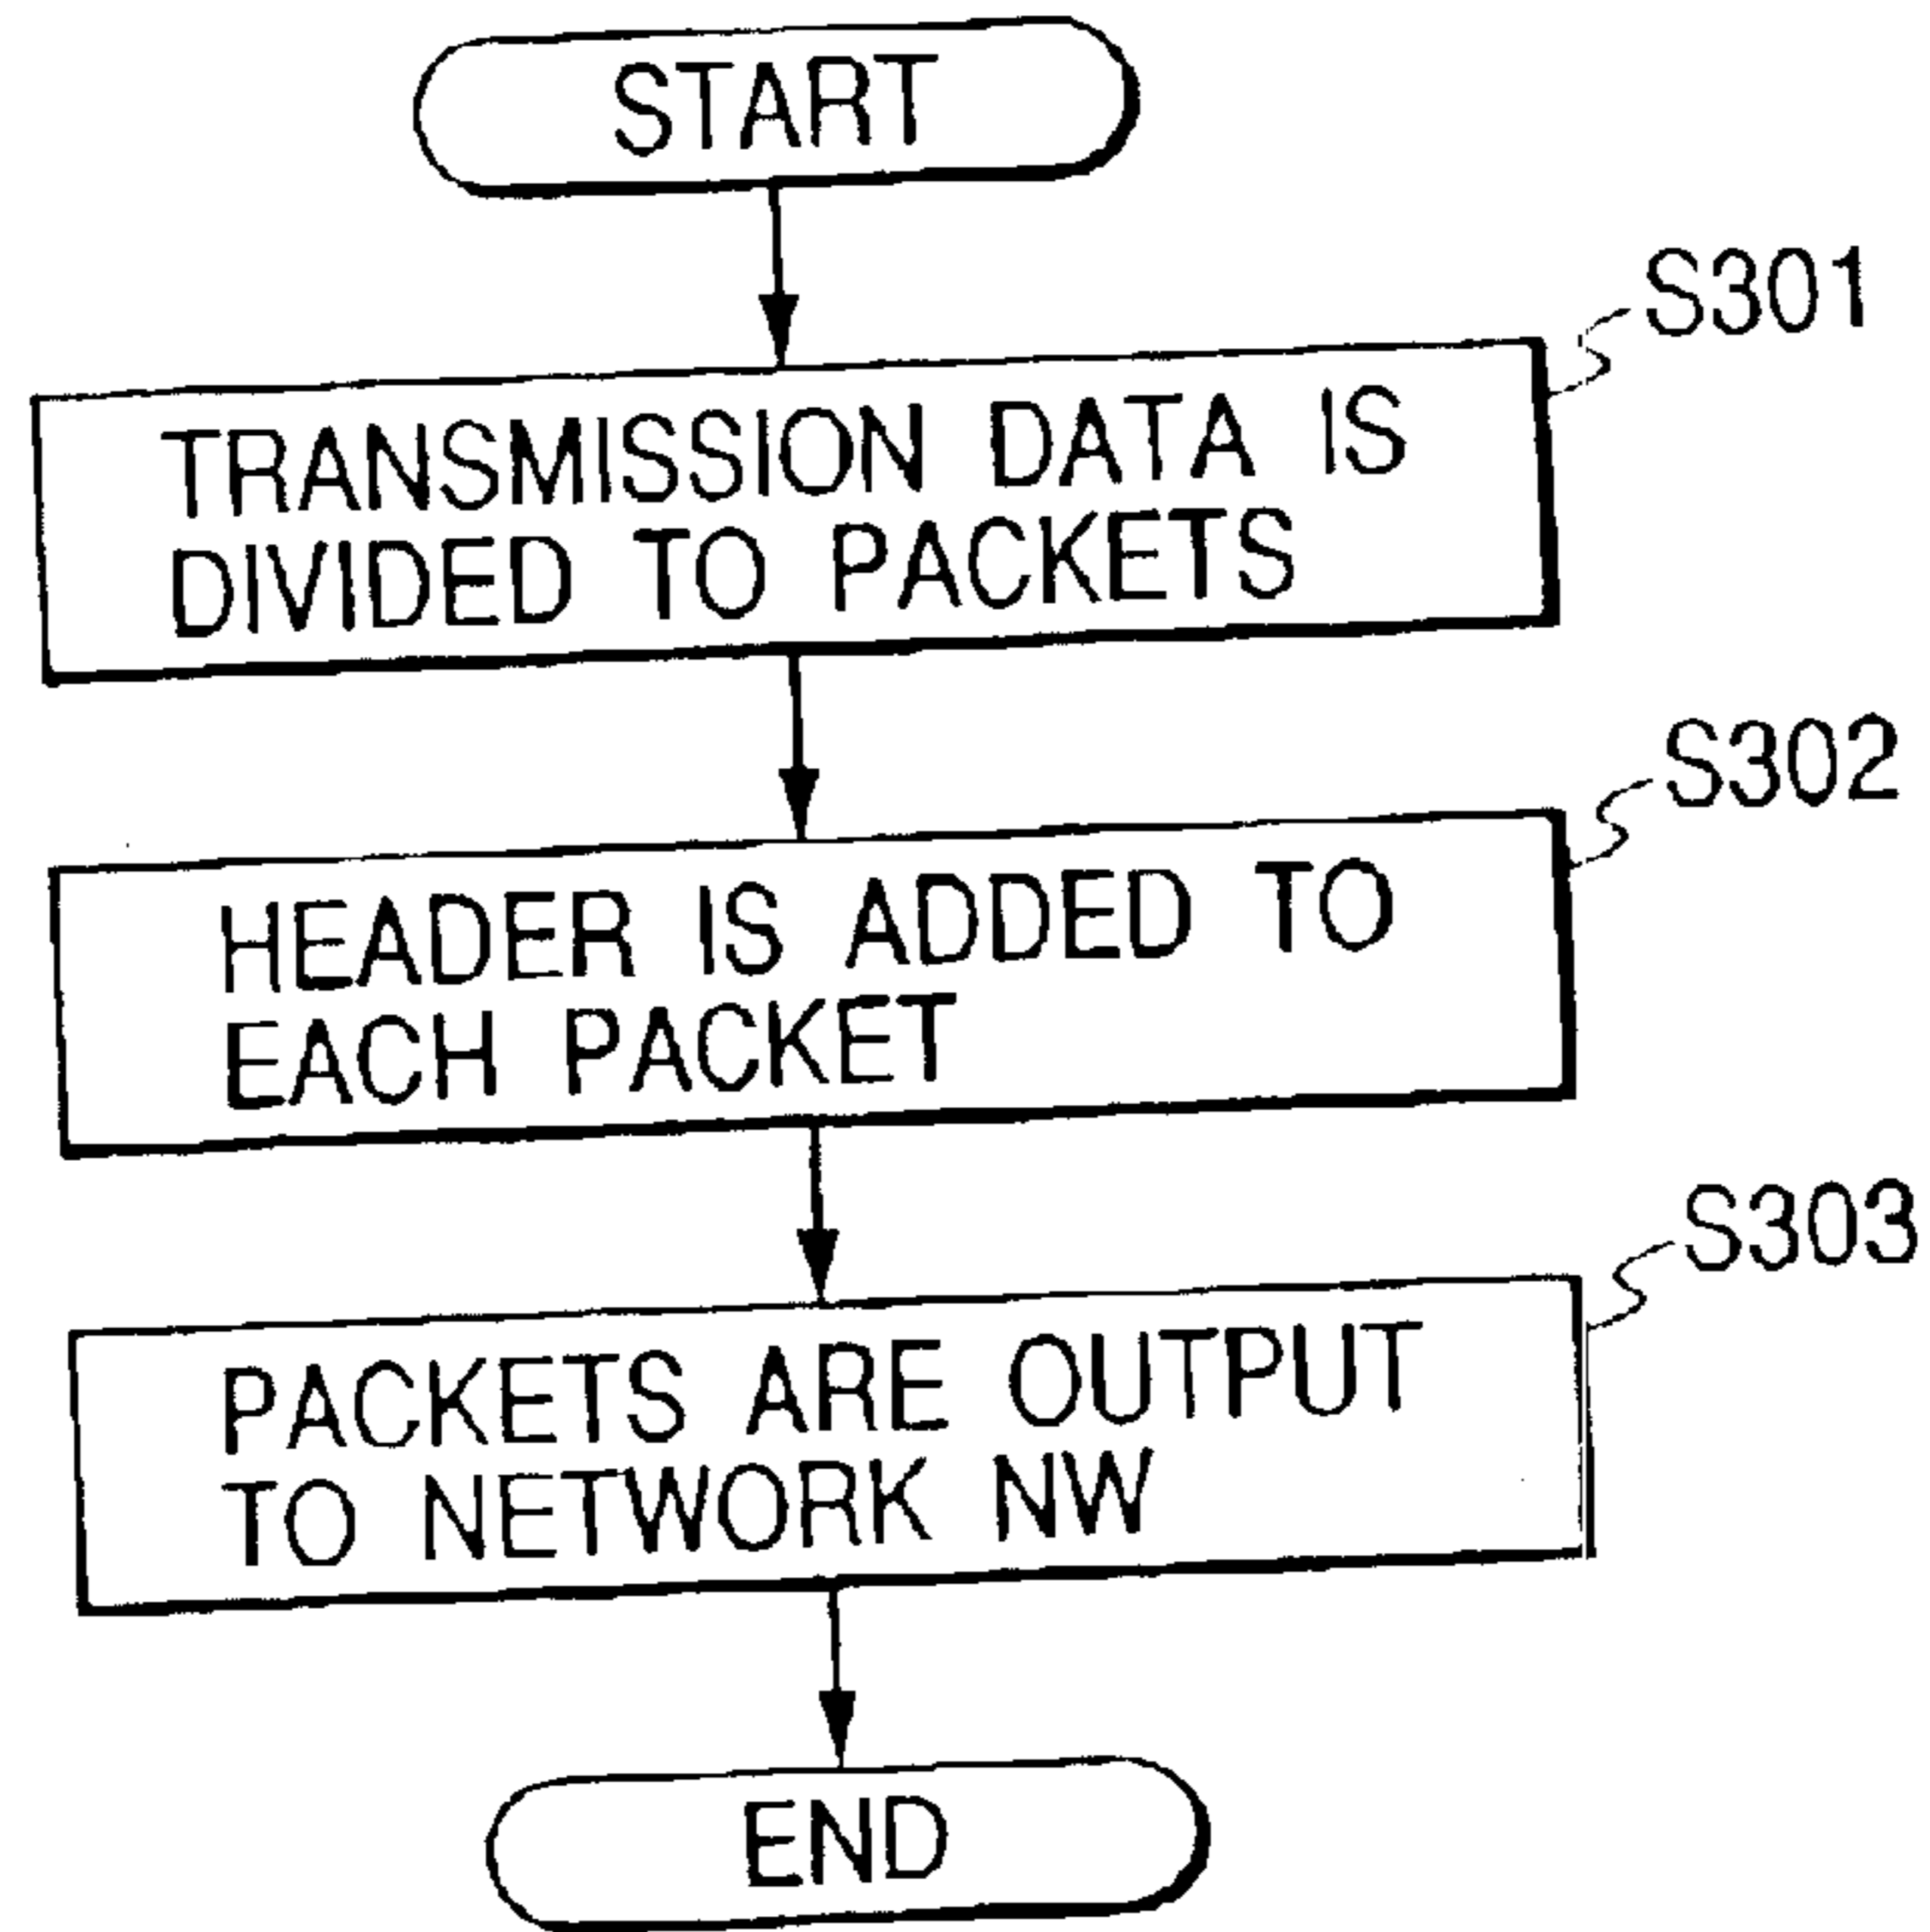 START
S301
TRANSMISSION DATA IS
DIVIDED TO PACKETS
S302
HEADER IS ADDED TO
EACH PACKET
S303
PACKETS ARE OUTPUT
TO NETWORK NW
END